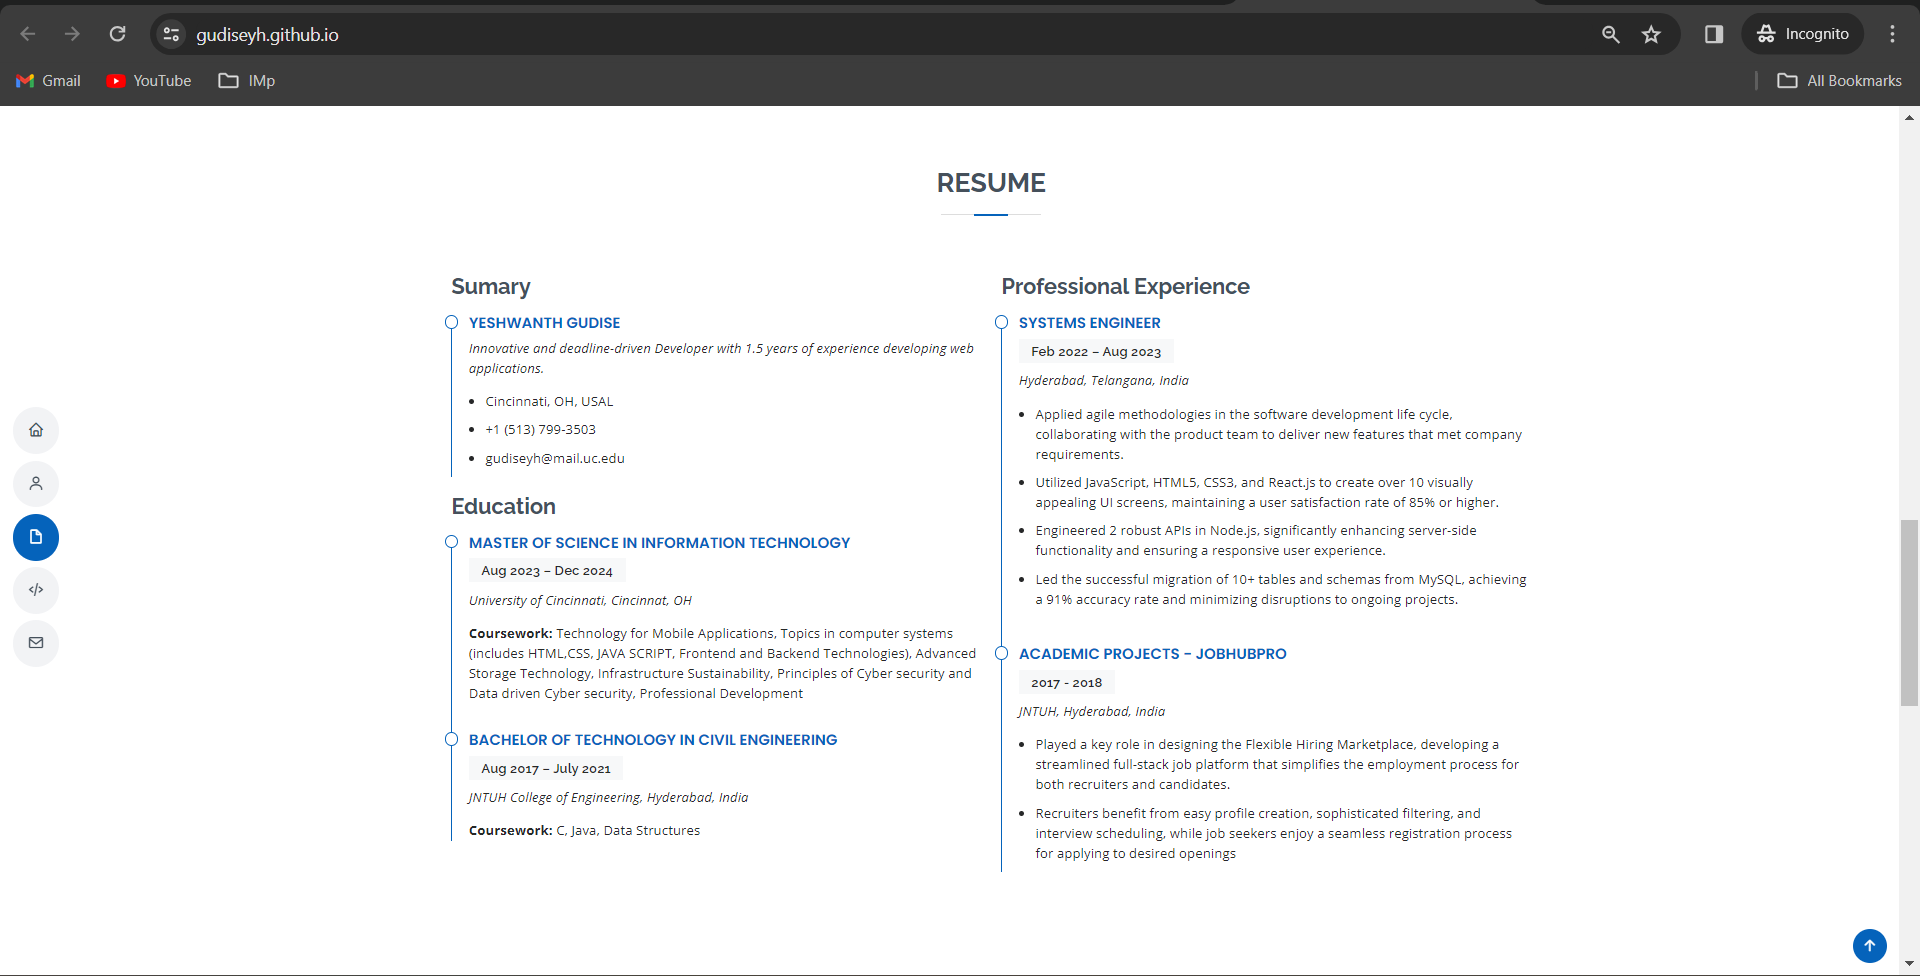 gudiseyh.github.io
Incognito
Gmail
YouTube
IMp
All Bookmarks
RESUME
Sumary
YESHWANTH GUDISE
Innovative and deadline-driven Developer with 1.5 years of experience developing web
applications.
Cincinnati, OH, USAL
+1 (513) 799-3503
gudiseyh@mail.uc.edu
Education
MASTER OF SCIENCE IN INFORMATION TECHNOLOGY
Aug 2023 – Dec 2024
University of Cincinnati, Cincinnat, OH
Coursework: Technology for Mobile Applications, Topics in computer systems
(includes HTML,CSS, JAVA SCRIPT, Frontend and Backend Technologies), Advanced
Storage Technology, Infrastructure Sustainability, Principles of Cyber security and
Data driven Cyber security, Professional Development
BACHELOR OF TECHNOLOGY IN CIVIL ENGINEERING
Aug 2017 – July 2021
JNTUH College of Engineering, Hyderabad, India
Coursework: C, Java, Data Structures
Professional Experience
SYSTEMS ENGINEER
Feb 2022 – Aug 2023
Hyderabad, Telangana, India
Applied agile methodologies in the software development life cycle,
collaborating with the product team to deliver new features that met company
requirements.
Utilized JavaScript, HTML5, CSS3, and React.js to create over 10 visually
appealing UI screens, maintaining a user satisfaction rate of 85% or higher.
Engineered 2 robust APIs in Node.js, significantly enhancing server-side
functionality and ensuring a responsive user experience.
Led the successful migration of 10+ tables and schemas from MySQL, achieving
a 91% accuracy rate and minimizing disruptions to ongoing projects.
ACADEMIC PROJECTS – JOBHUBPRO
2017 - 2018
JNTUH, Hyderabad, India
Played a key role in designing the Flexible Hiring Marketplace, developing a
streamlined full-stack job platform that simplifies the employment process for
both recruiters and candidates.
Recruiters benefit from easy profile creation, sophisticated filtering, and
interview scheduling, while job seekers enjoy a seamless registration process
for applying to desired openings